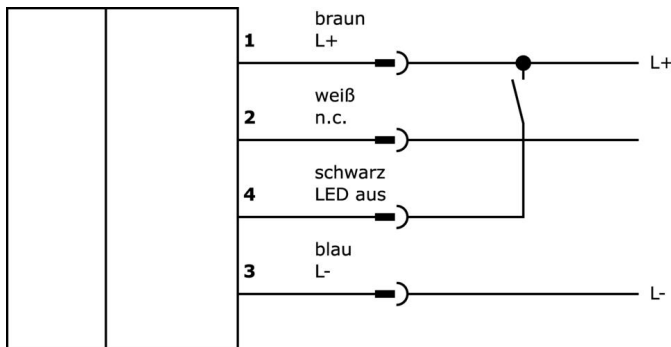 braun
1 L+
L+
weiß
2 n.c.
schwarz
4 LED aus
blau
3 L-
L-